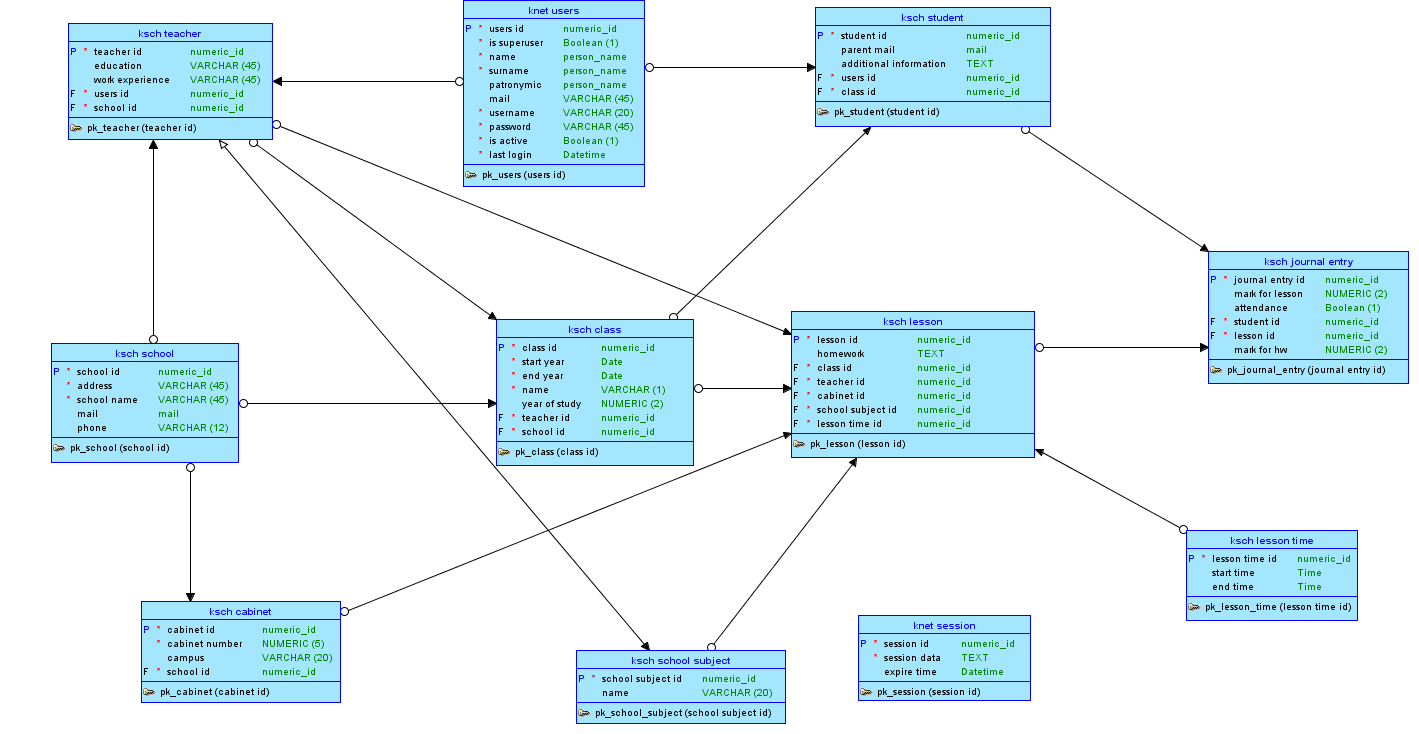 ksch teacher
P * teacher id numeric_id
education VARCHAR (45)
work experience VARCHAR (45)
F * users id numeric_id
F * school id numeric_id
pk_teacher (teacher id)
knet users
P * users id numeric_id
* is superuser Boolean (1)
* name person_name
* surname person_name
patronymic person_name
mail VARCHAR (45)
* username VARCHAR (20)
* password VARCHAR (45)
* is active Boolean (1)
* last login Datetime
pk_users (users id)
ksch student
P * student id numeric_id
parent mail mail
additional information TEXT
F * users id numeric_id
F * class id numeric_id
pk_student (student id)
ksch journal entry
P * journal entry id numeric_id
mark for lesson NUMERIC (2)
attendance Boolean (1)
F * student id numeric_id
F * lesson id numeric_id
mark for hw NUMERIC (2)
pk_journal_entry (journal entry id)
ksch school
P * school id numeric_id
* address VARCHAR (45)
* school name VARCHAR (45)
mail mail
phone VARCHAR (12)
pk_school (school id)
ksch class
P * class id numeric_id
* start year Date
* end year Date
* name VARCHAR (1)
year of study NUMERIC (2)
F * teacher id numeric_id
F * school id numeric_id
pk_class (class id)
ksch lesson
P * lesson id numeric_id
homework TEXT
F * class id numeric_id
F * teacher id numeric_id
F * cabinet id numeric_id
F * school subject id numeric_id
F * lesson time id numeric_id
pk_lesson (lesson id)
ksch lesson time
P * lesson time id numeric_id
start time Time
end time Time
pk_lesson_time (lesson time id)
ksch cabinet
P * cabinet id numeric_id
* cabinet number NUMERIC (5)
campus VARCHAR (20)
F * school id numeric_id
pk_cabinet (cabinet id)
ksch school subject
P * school subject id numeric_id
name VARCHAR (20)
pk_school_subject (school subject id)
knet session
P * session id numeric_id
* session data TEXT
expire time Datetime
pk_session (session id)